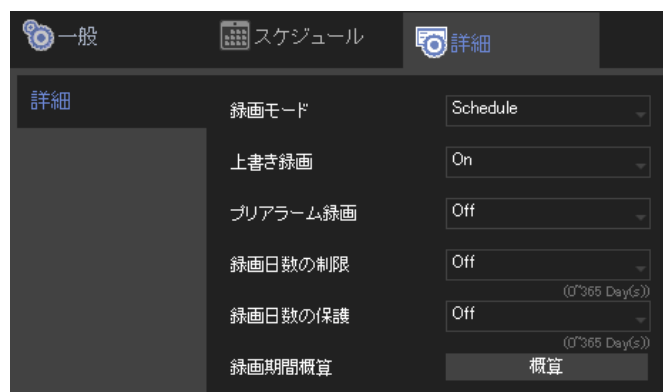 一般 スケジュール 詳細
詳細
録画モード Schedule
上書き録画 On
プリアラーム録画 Off
録画日数の制限 Off
(0~365 Day(s))
録画日数の保護 Off
(0~365 Day(s))
録画期間概算 概算